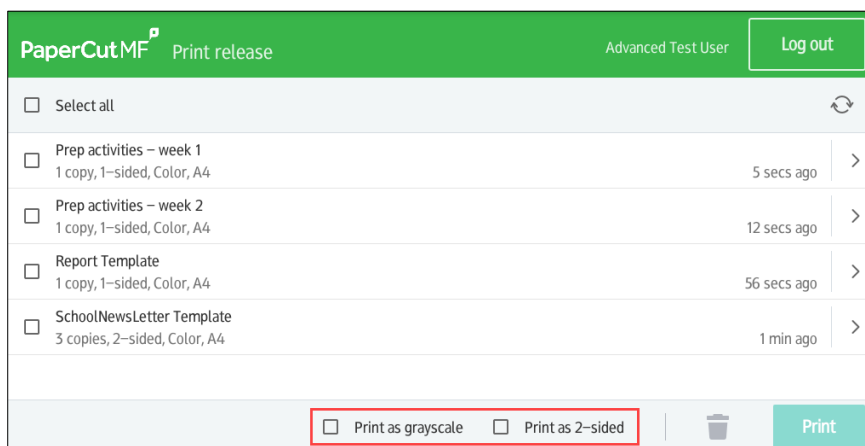 PaperCut MF Print release Advanced Test User Log out
Select all
Prep activities – week 1
1 copy, 1–sided, Color, A4 5 secs ago
Prep activities – week 2
1 copy, 1–sided, Color, A4 12 secs ago
Report Template
1 copy, 1–sided, Color, A4 56 secs ago
SchoolNewsLetter Template
3 copies, 2–sided, Color, A4 1 min ago
Print as grayscale Print as 2–sided Print